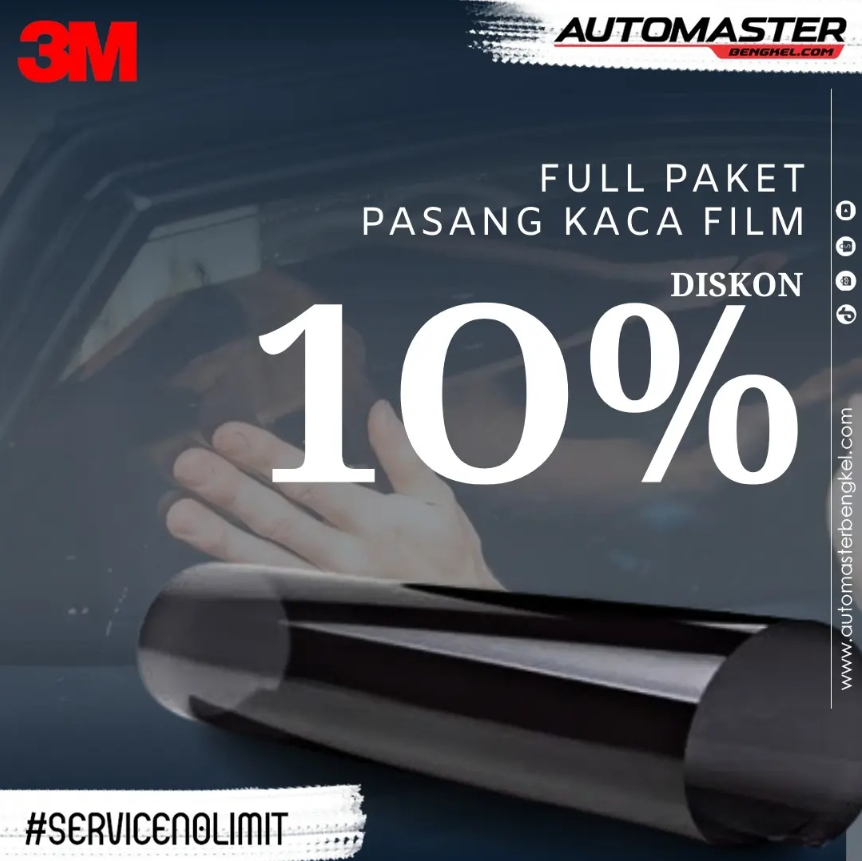 3M
AUTOMASTER
BENGKEL.COM
FULL PAKET
PASANG KACA FILM
DISKON
10%
www.automasterbengkel.com
#SERVICENOLIMIT